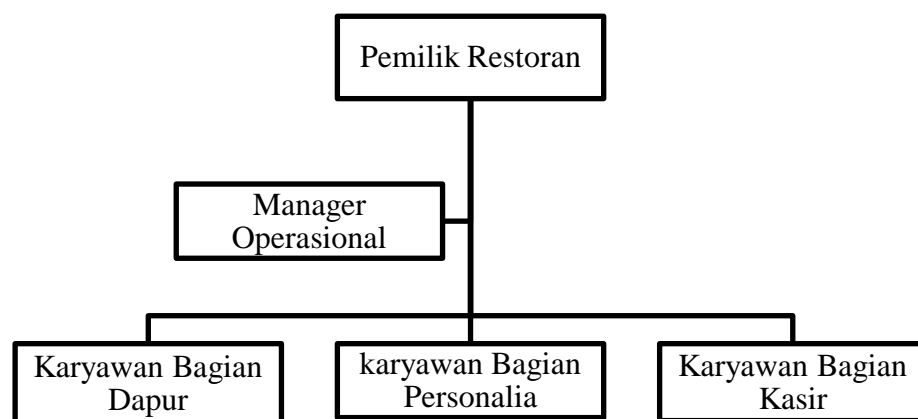 Pemilik Restoran
Manager
Operasional
Karyawan Bagian
Dapur
karyawan Bagian
Personalia
Karyawan Bagian
Kasir